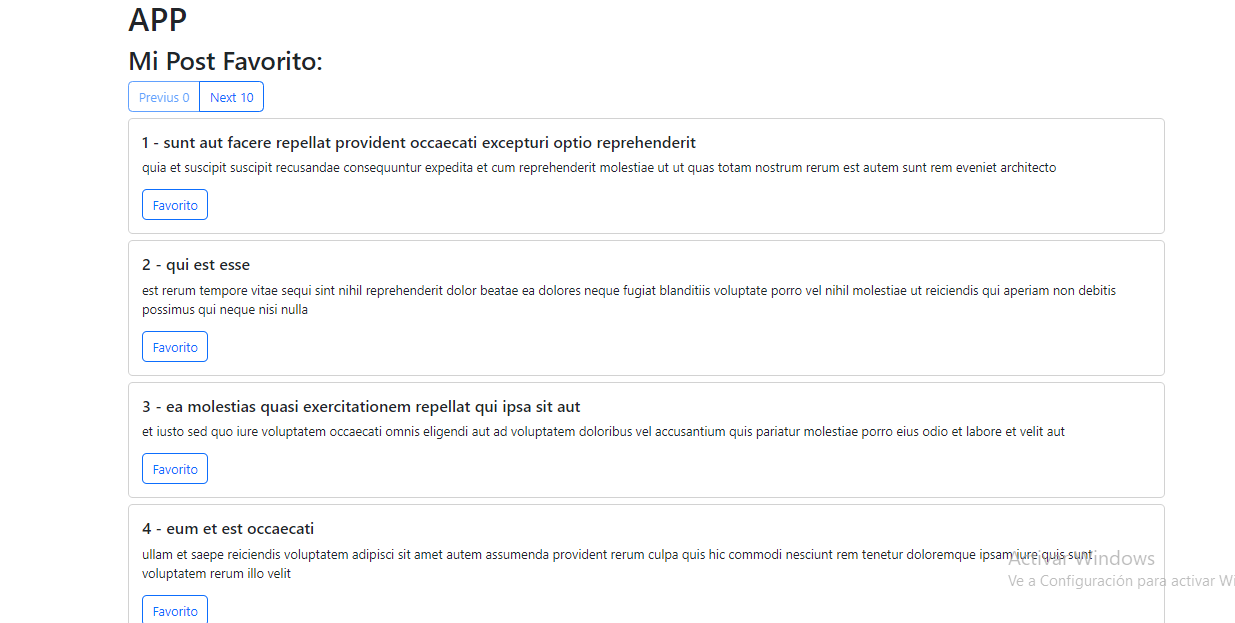 APP
Mi Post Favorito:
Previus 0 Next 10
1 - sunt aut facere repellat provident occaecati excepturi optio reprehenderit
quia et suscipit suscipit recusandae consequuntur expedita et cum reprehenderit molestiae ut ut quas totam nostrum rerum est autem sunt rem eveniet architecto
Favorito
2 - qui est esse
est rerum tempore vitae sequi sint nihil reprehenderit dolor beatae ea dolores neque fugiat blanditiis voluptate porro vel nihil molestiae ut reiciendis qui aperiam non debitis
possimus qui neque nisi nulla
Favorito
3 - ea molestias quasi exercitationem repellat qui ipsa sit aut
et iusto sed quo iure voluptatem occaecati omnis eligendi aut ad voluptatem doloribus vel accusantium quis pariatur molestiae porro eius odio et labore et velit aut
Favorito
4 - eum et est occaecati
ullam et saepe reiciendis voluptatem adipisci sit amet autem assumenda provident rerum culpa quis hic commodi nesciunt rem tenetur doloremque ipsam iure quis sunt
voluptatem rerum illo velit
Favorito
Activar Windows
Ve a Configuración para activar Wi